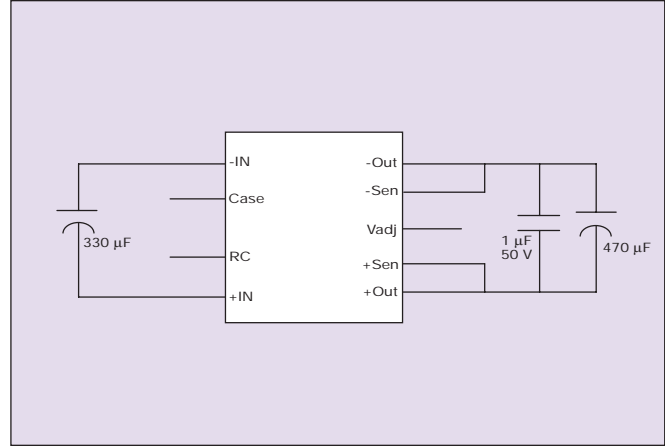 -IN
Case
RC
+IN
-Out
-Sen
Vadj
+Sen
+Out
330 µF
1 µF
50 V
470 µF